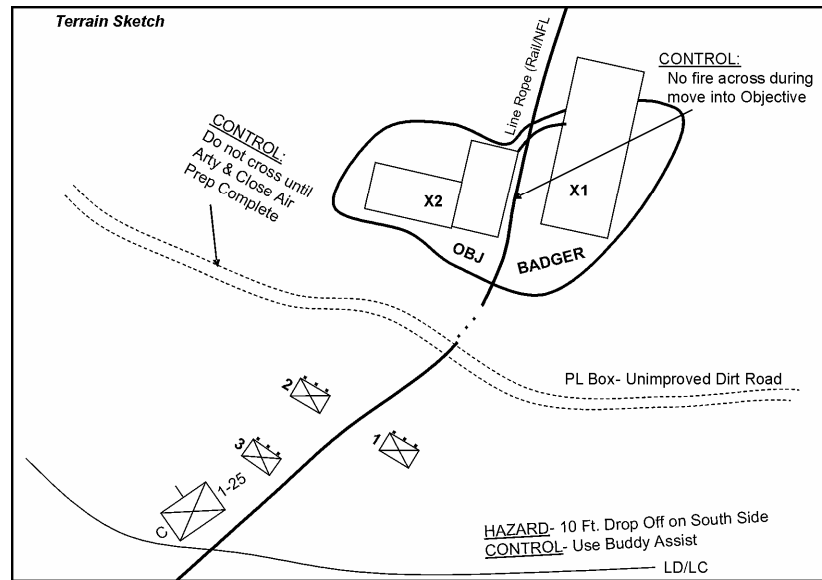 Terrain Sketch
Line Rope (Rail/NFL
CONTROL:
No fire across during
move into Objective
CONTROL:
Do not cross until
Arty & Close Air
Prep Complete
X2
X1
OBJ
BADGER
PL Box- Unimproved Dirt Road
2
3
1
C
1-25
HAZARD- 10 Ft. Drop Off on South Side
CONTROL- Use Buddy Assist
LD/LC